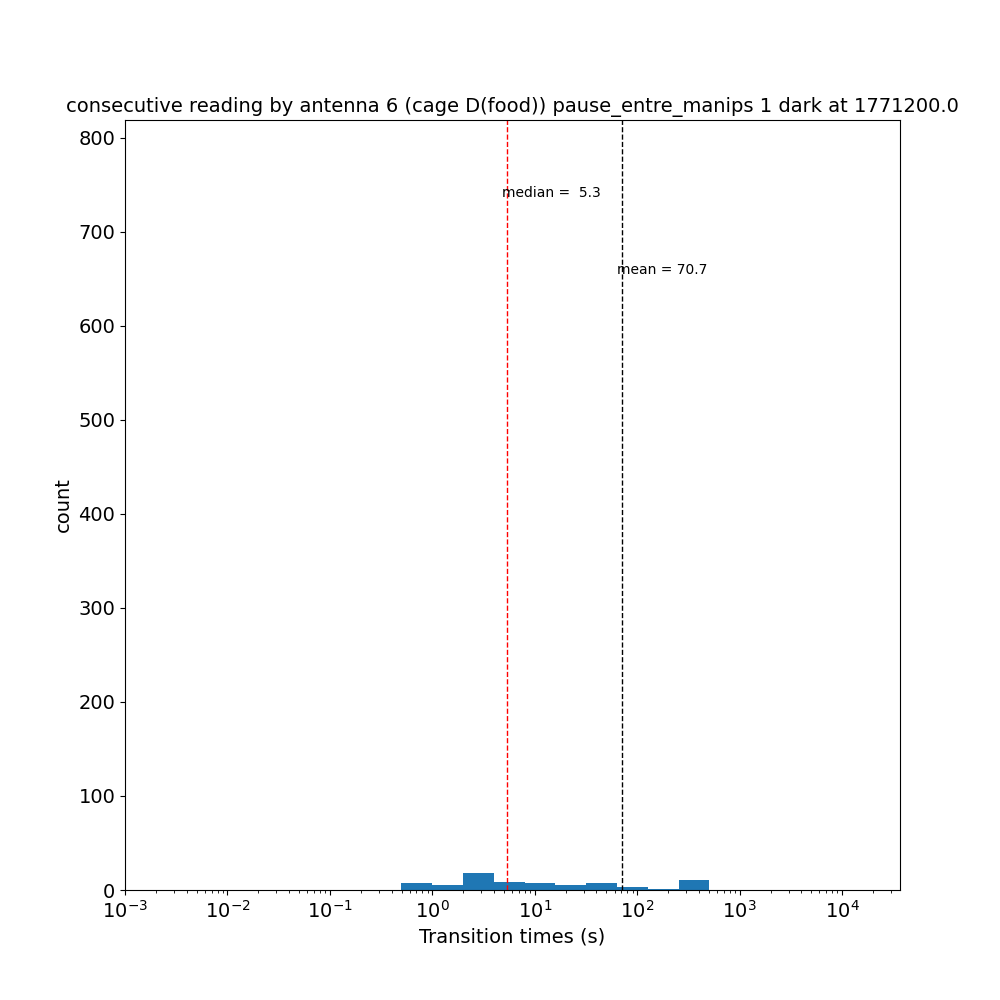 consecutive reading by antenna 6 (cage D(food)) pause_entre_manips 1 dark at 1771200.0
800
median =  5.3
700
mean = 70.7
600
500
400
300
200
100
0
count
10⁻³ 10⁻² 10⁻¹ 10⁰ 10¹ 10² 10³ 10⁴
Transition times (s)